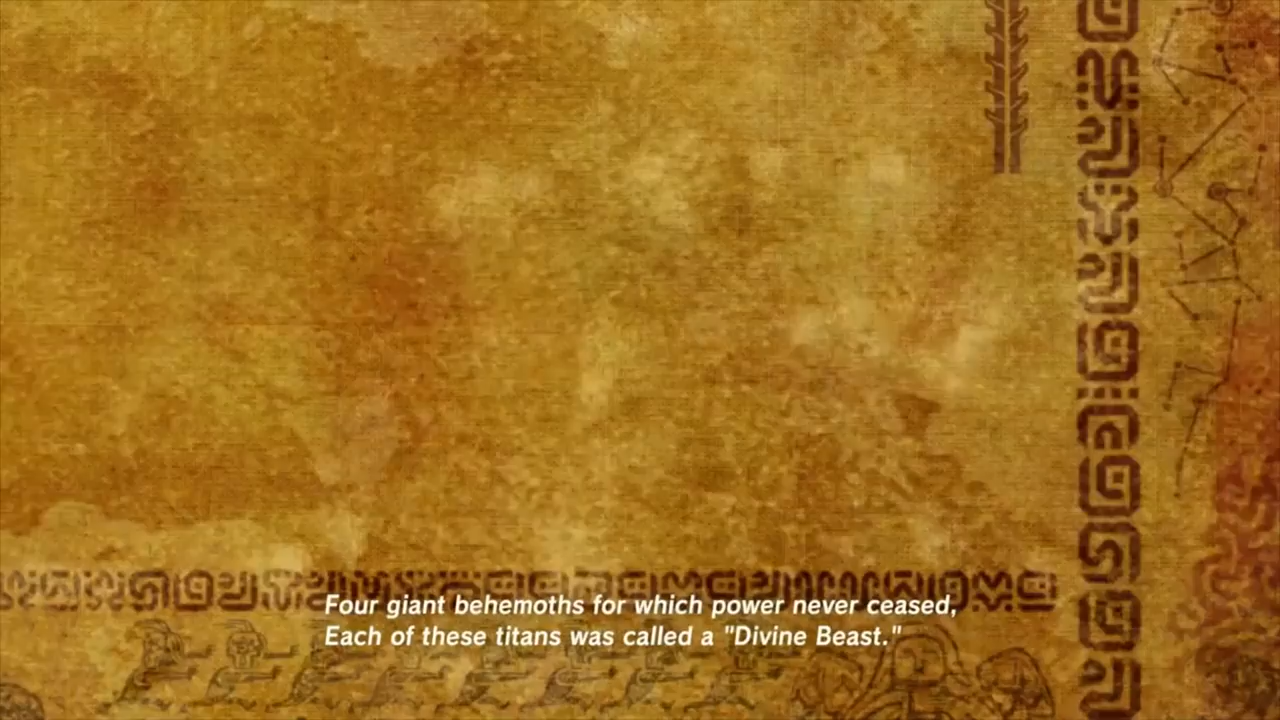 Four giant behemoths for which power never ceased,
Each of these titans was called a "Divine Beast."